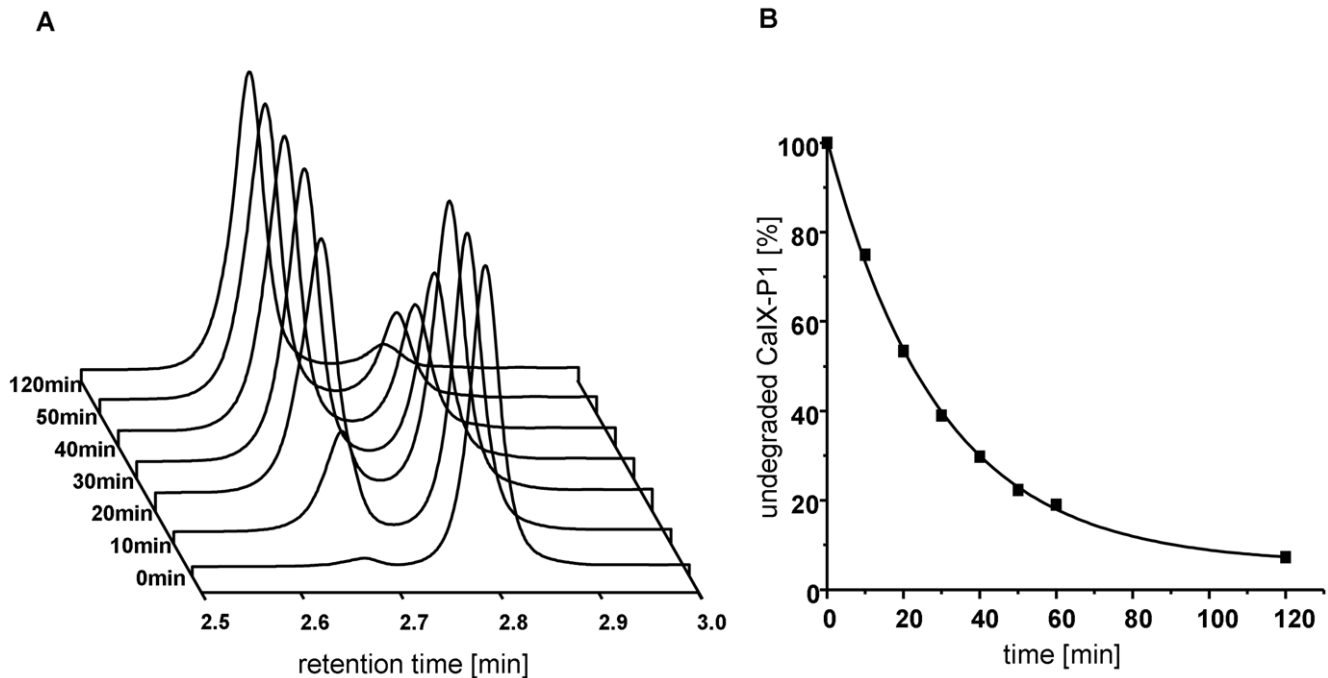 A
120min
50min
40min
30min
20min
10min
0min
2.5 2.6 2.7 2.8 2.9 3.0
retention time [min]
B
undegraded CaIX-P1 [%]
100
80
60
40
20
0
0 20 40 60 80 100 120
time [min]